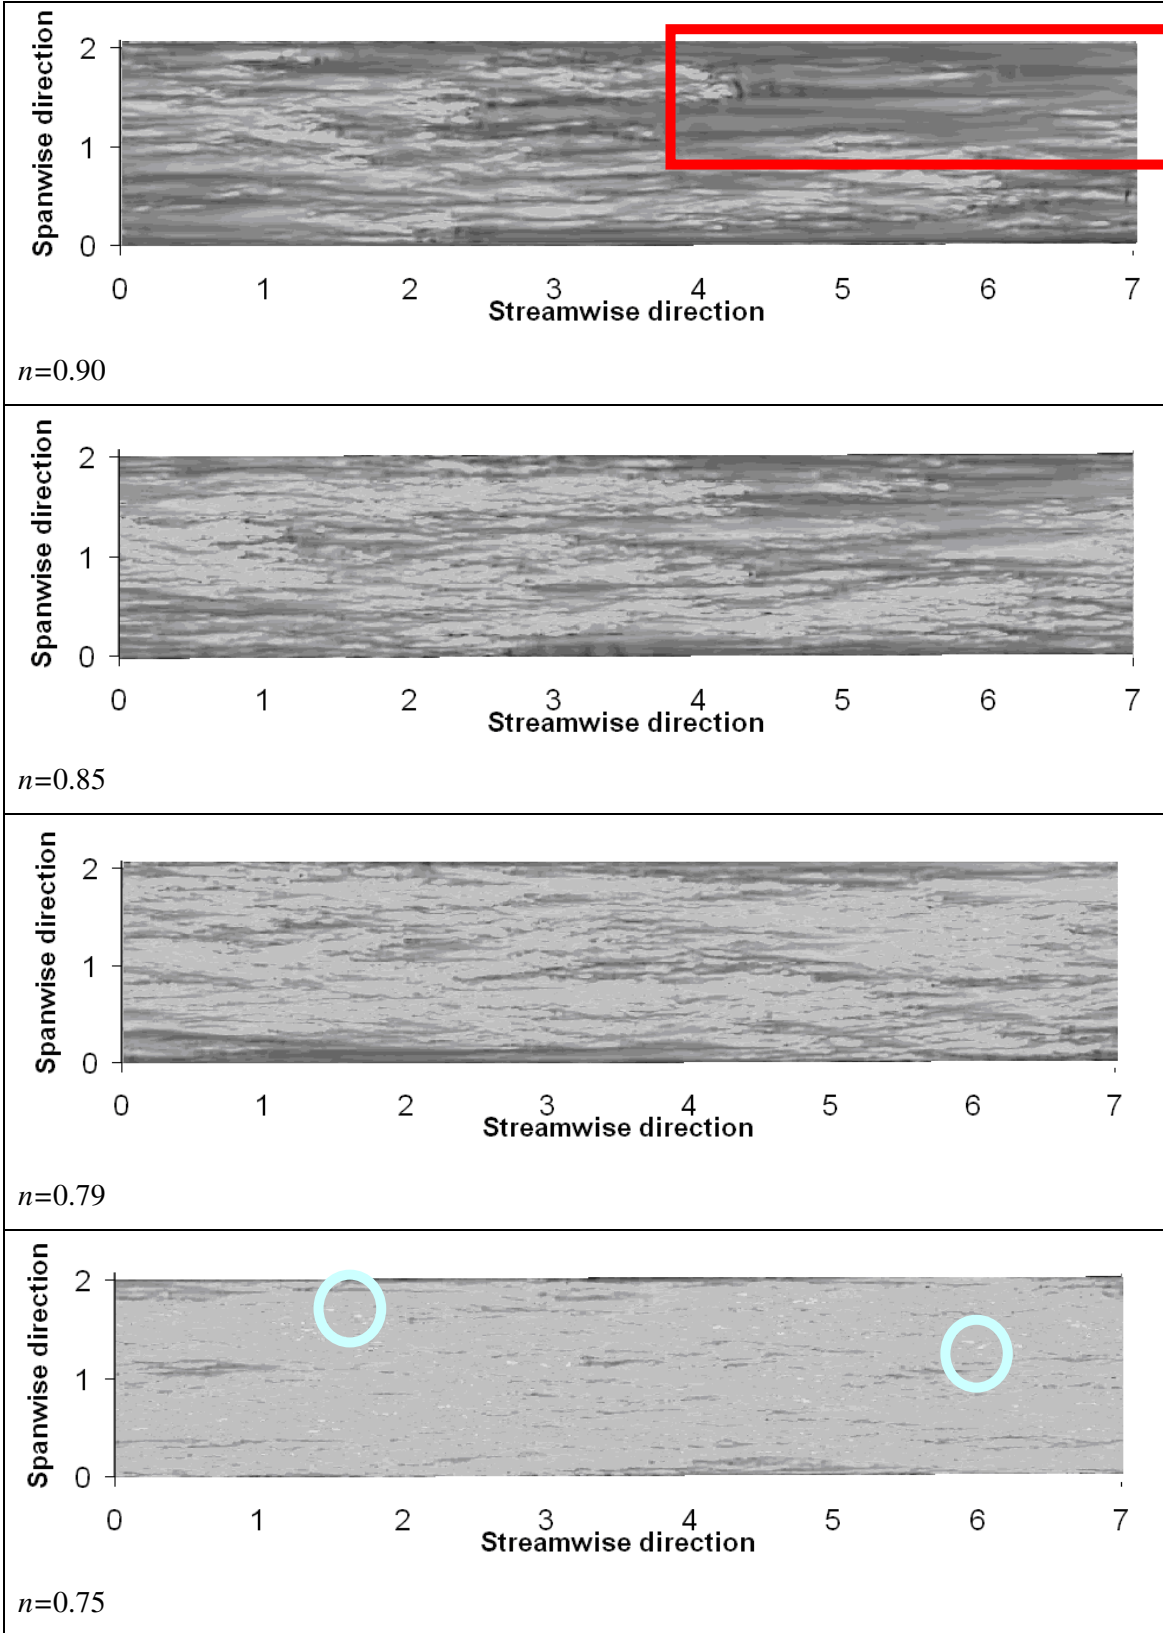 Spanwise direction
2
1
0
0 1 2 3 4 5 6 7
Streamwise direction
n=0.90
Spanwise direction
2
1
0
0 1 2 3 4 5 6 7
Streamwise direction
n=0.85
Spanwise direction
2
1
0
0 1 2 3 4 5 6 7
Streamwise direction
n=0.79
Spanwise direction
2
1
0
0 1 2 3 4 5 6 7
Streamwise direction
n=0.75